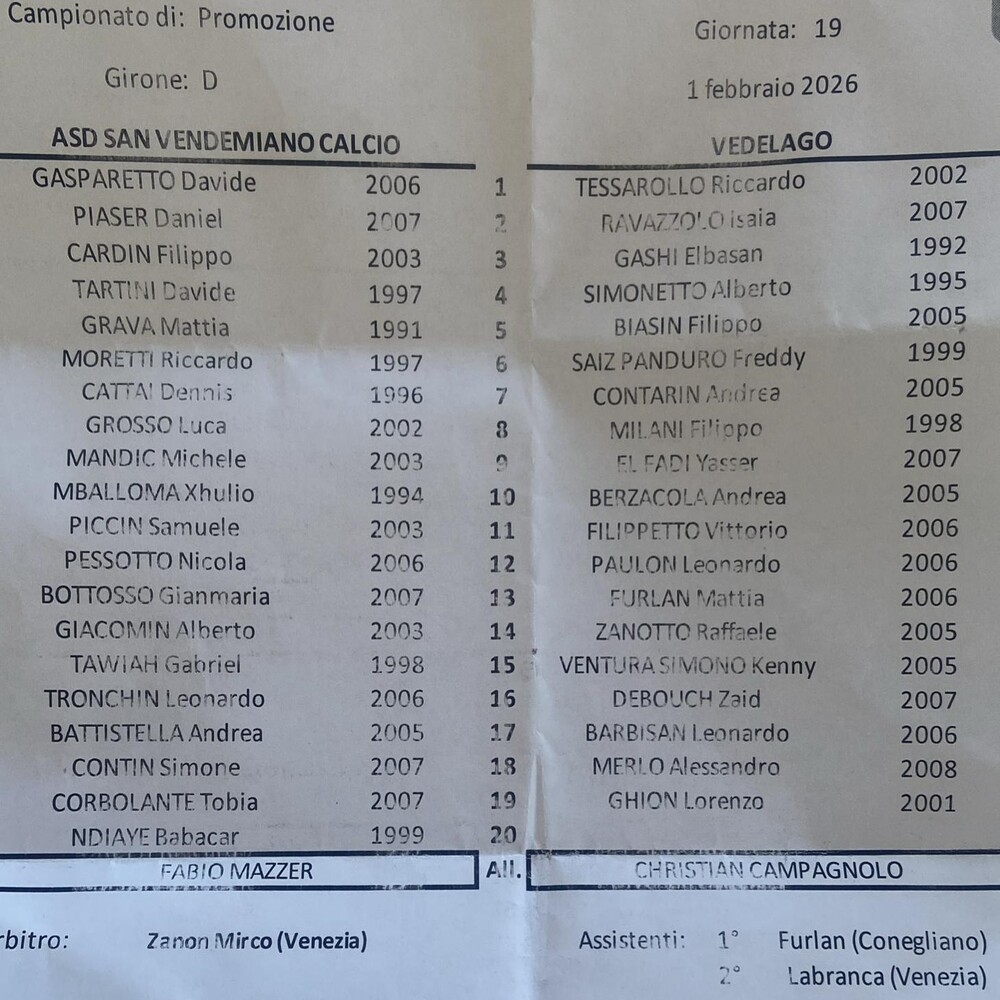 Campionato di: Promozione Giornata: 19
Girone: D 1 febbraio 2026
ASD SAN VENDEMIANO CALCIO VEDELAGO
GASPARETTO Davide 2006 1 TESSAROLLO Riccardo 2002
PIASER Daniel 2007 2 RAVAZZOLO Isaia 2007
CARDIN Filippo 2003 3 GASHI Elbasan 1992
TARTINI Davide 1997 4 SIMONETTO Alberto 1995
GRAVA Mattia 1991 5 BIASIN Filippo 2005
MORETTI Riccardo 1997 6 SAIZ PANDURO Freddy 1999
CATTAI Dennis 1996 7 CONTARIN Andrea 2005
GROSSO Luca 2002 8 MILANI Filippo 1998
MANDIC Michele 2003 9 EL FADI Yasser 2007
MBALLOMA Xhulio 1994 10 BERZACOLA Andrea 2005
PICCIN Samuele 2003 11 FILIPPETTO Vittorio 2006
PESSOTTO Nicola 2006 12 PAULON Leonardo 2006
BOTTOSSO Gianmaria 2007 13 FURLAN Mattia 2006
GIACOMIN Alberto 2003 14 ZANOTTO Raffaele 2005
TAWIAH Gabriel 1998 15 VENTURA SIMONO Kenny 2005
TRONCHIN Leonardo 2006 16 DEBOUCH Zaid 2007
BATTISTELLA Andrea 2005 17 BARBISAN Leonardo 2006
CONTIN Simone 2007 18 MERLO Alessandro 2008
CORBOLANTE Tobia 2007 19 GHION Lorenzo 2001
NDIAYE Babacar 1999 20
FABIO MAZZER All. CHRISTIAN CAMPAGNOLO
rbitro: Zanon Mirco (Venezia) Assistenti: 1° Furlan (Conegliano)
2° Labranca (Venezia)